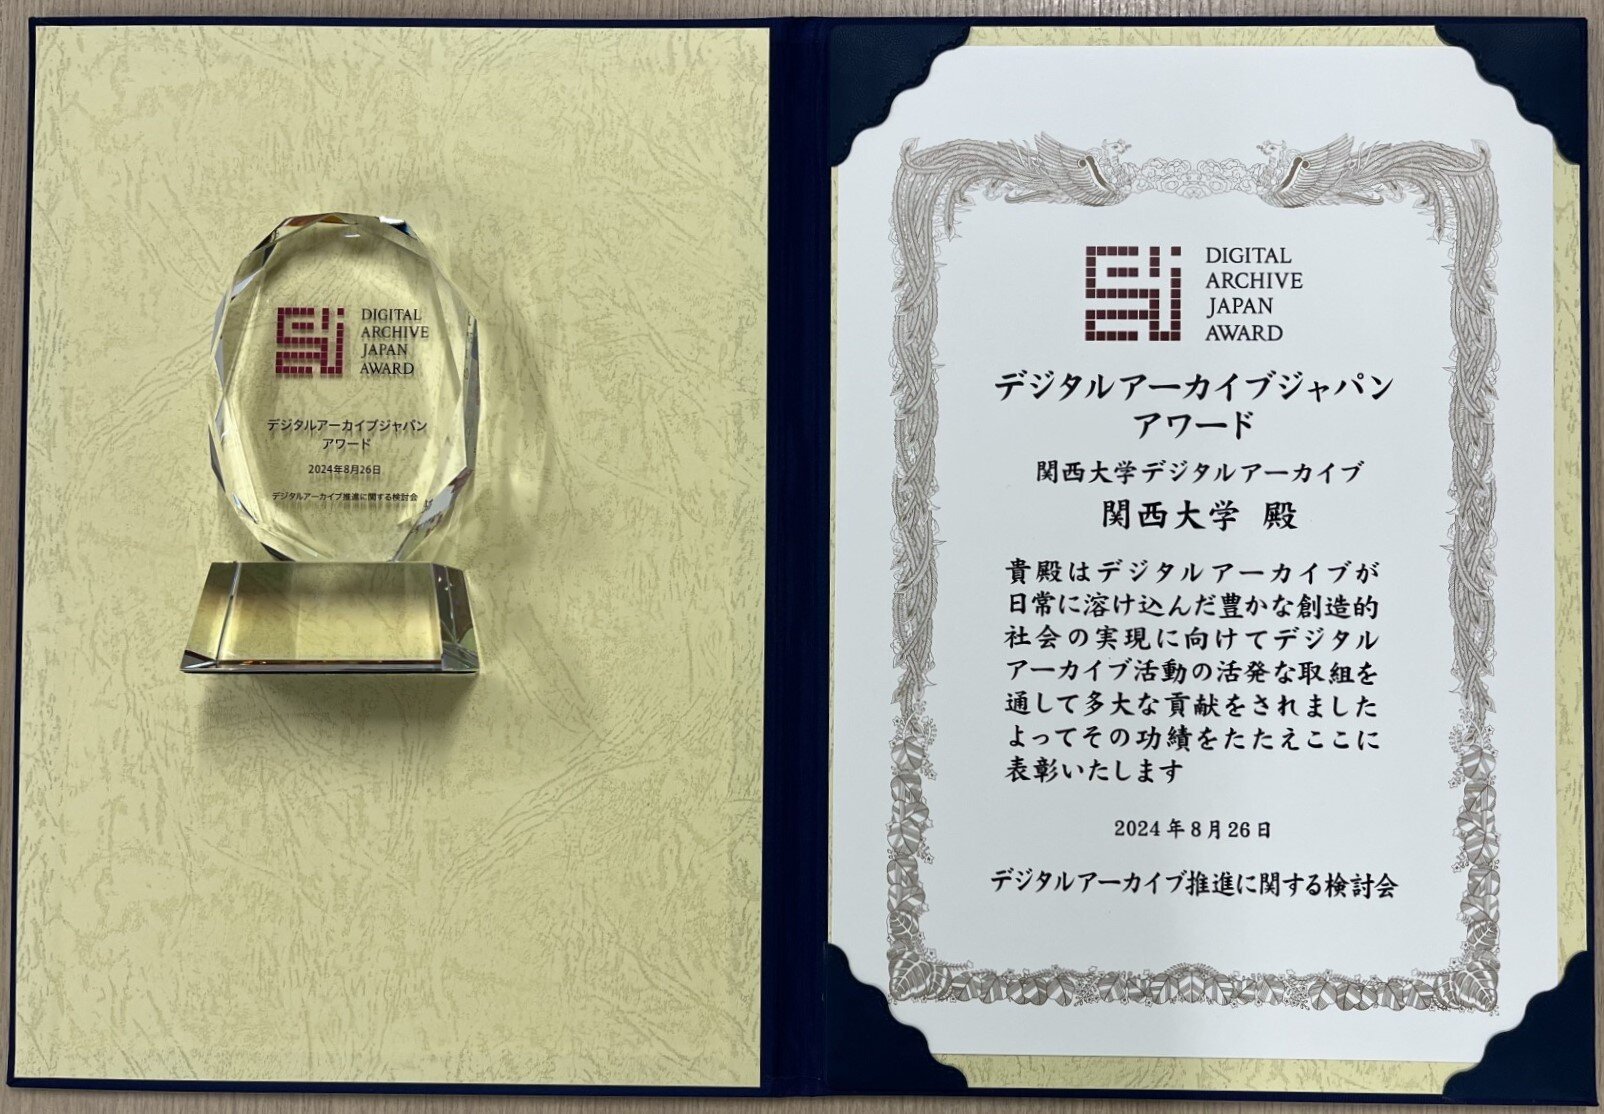 DIGITAL
ARCHIVE
JAPAN
AWARD
デジタルアーカイブジャパン
アワード
2024年8月26日
デジタルアーカイブ推進に関する検討会
DIGITAL
ARCHIVE
JAPAN
AWARD
デジタルアーカイブジャパン
アワード
関西大学デジタルアーカイブ
関西大学 殿
貴殿はデジタルアーカイブが
日常に溶け込んだ豊かな創造的
社会の実現に向けてデジタル
アーカイブ活動の活発な取組を
通して多大な貢献をされました
よってその功績をたたえここに
表彰いたします
2024年8月26日
デジタルアーカイブ推進に関する検討会